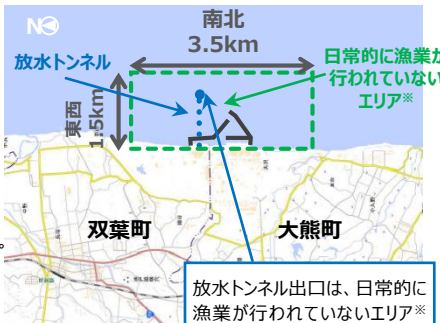 N
南北
3.5km
放水トンネル
日常的に漁業が
行われていない
エリア※
東西
1.5km
双葉町
大熊町
。
放水トンネル出口は、日常的に
漁業が行われていないエリア※